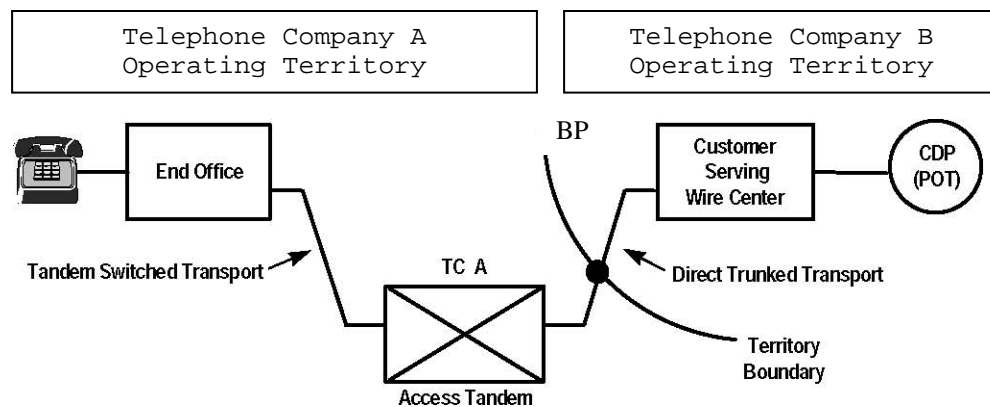 Telephone Company A
Operating Territory
Telephone Company B
Operating Territory
BP
End Office
Customer
Serving
Wire Center
CDP
(POT)
Tandem Switched Transport
TC A
Direct Trunked Transport
Access Tandem
Territory
Boundary